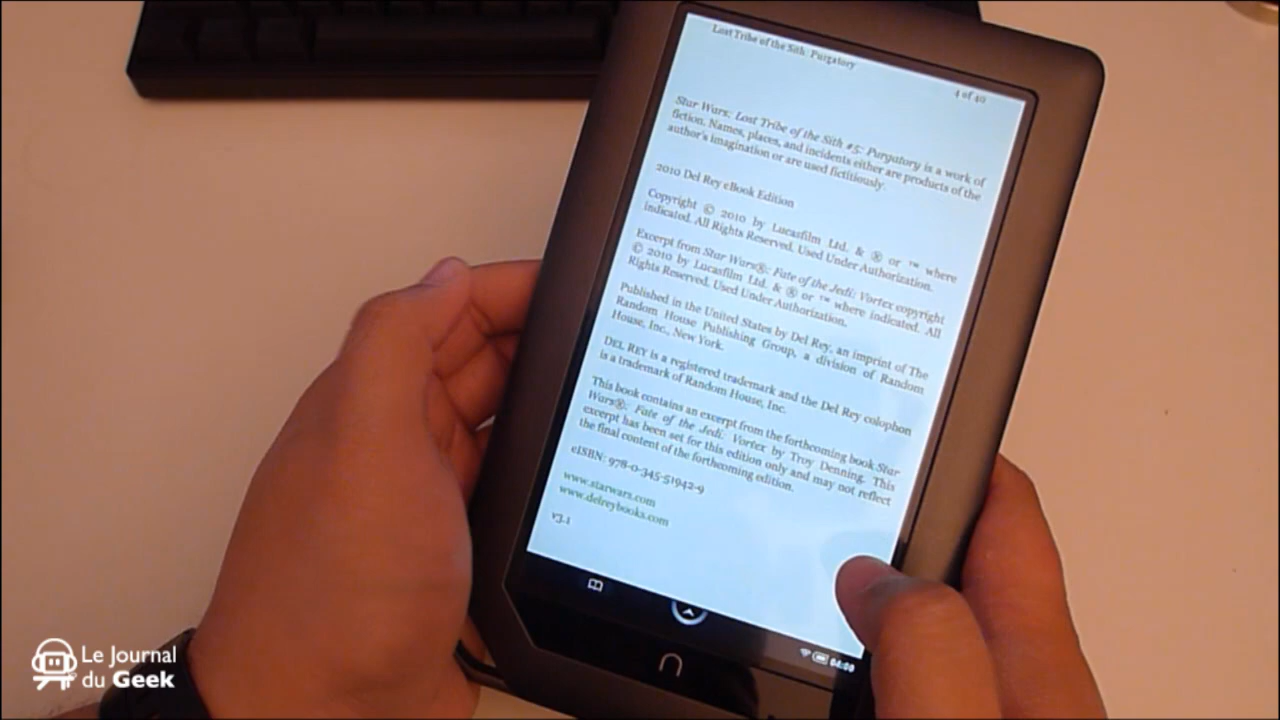 Lost Tribe of the Sith: Purgatory
4 of 40
Star Wars: Lost Tribe of the Sith #5: Purgatory is a work of
fiction. Names, places, and incidents either are products of the
author's imagination or are used fictitiously.
2010 Del Rey eBook Edition
Copyright © 2010 by Lucasfilm Ltd. & ® or ™ where
indicated. All Rights Reserved. Used Under Authorization.
Excerpt from Star Wars®: Fate of the Jedi: Vortex copyright
© 2010 by Lucasfilm Ltd. & ® or ™ where indicated. All
Rights Reserved. Used Under Authorization.
Published in the United States by Del Rey, an imprint of The
Random House Publishing Group, a division of Random
House, Inc., New York.
DEL REY is a registered trademark and the Del Rey colophon
is a trademark of Random House, Inc.
This book contains an excerpt from the forthcoming book Star
Wars®: Fate of the Jedi: Vortex by Troy Denning. This
excerpt has been set for this edition only and may not reflect
the final content of the forthcoming edition.
eISBN: 978-0-345-51942-9
www.starwars.com
www.delreybooks.com
v3.1
Le Journal
du Geek